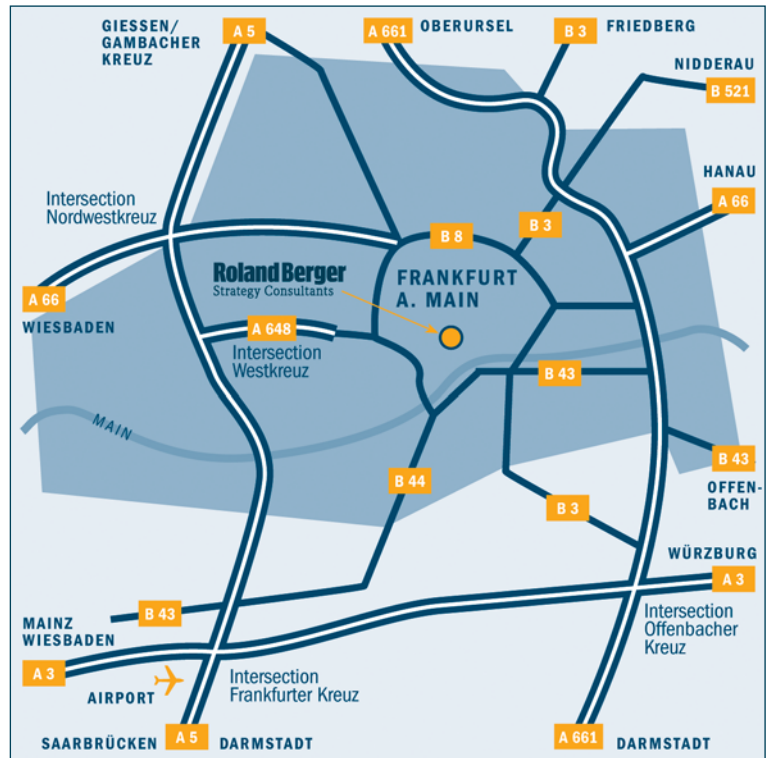 GIESSEN/
GAMBACHER
KREUZ
A 5
A 661
OBERURSEL
B 3
FRIEDBERG
NIDDERAU
B 521
HANAU
A 66
Intersection
Nordwestkreuz
B 3
B 8
Roland Berger
Strategy Consultants
FRANKFURT
A. MAIN
A 66
WIESBADEN
A 648
Intersection
Westkreuz
B 43
MAIN
B 43
OFFEN-
BACH
B 44
B 3
WÜRZBURG
A 3
B 43
MAINZ
WIESBADEN
A 3
Intersection
Offenbacher
Kreuz
AIRPORT
Intersection
Frankfurter Kreuz
SAARBRÜCKEN
A 5
DARMSTADT
A 661
DARMSTADT